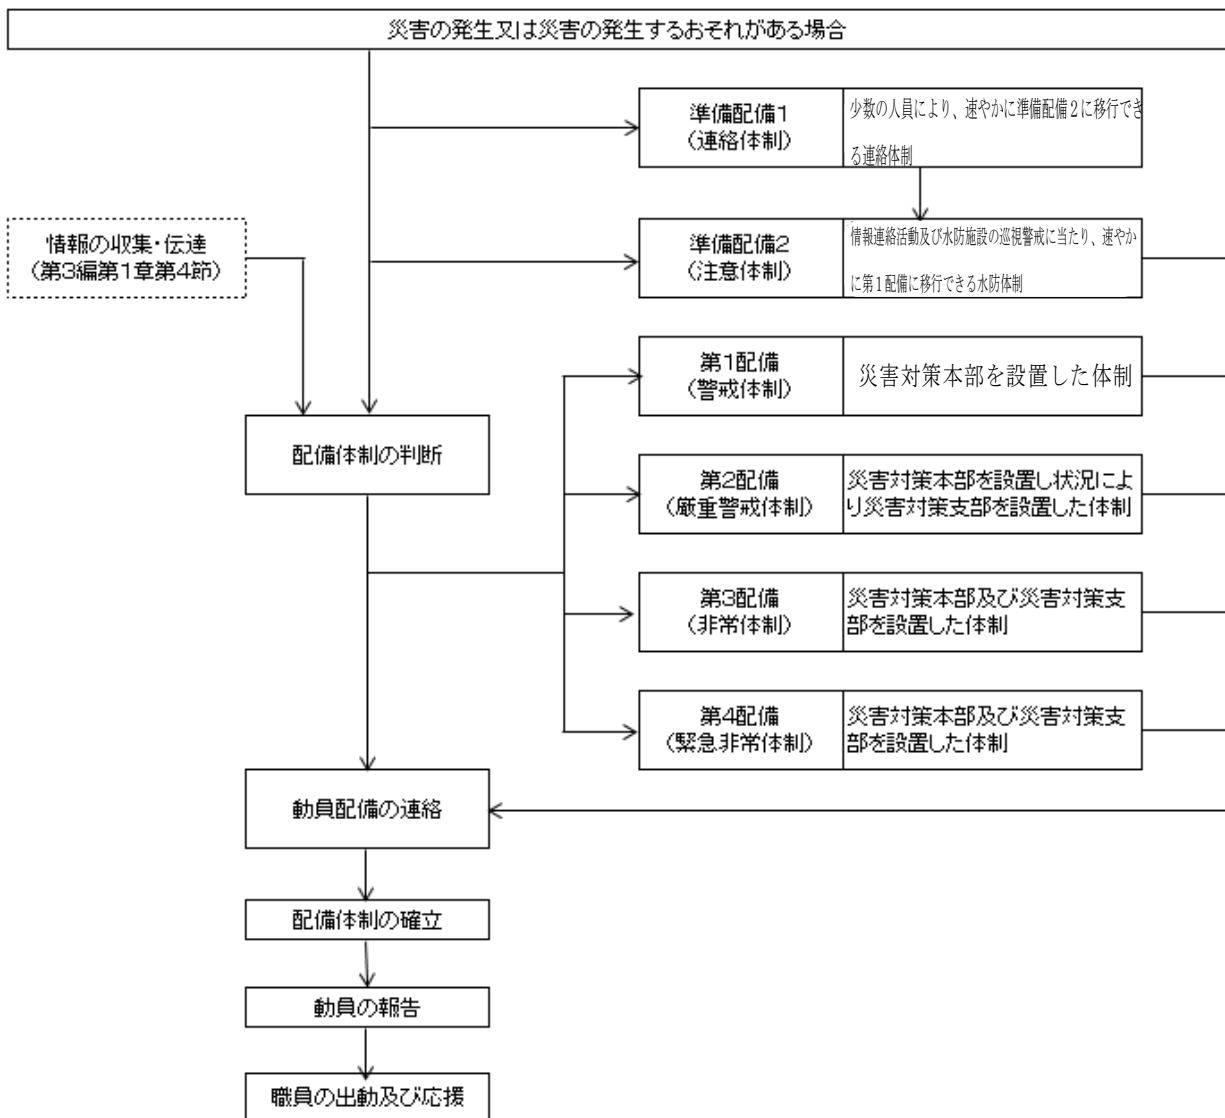 災害の発生又は災害の発生するおそれがある場合
準備配備1
(連絡体制)
少数の人員により、速やかに準備配備2に移行でき
る連絡体制
情報の収集・伝達
(第3編第1章第4節)
準備配備2
(注意体制)
情報連絡活動及び水防施設の巡視警戒に当たり、速やか
に第1配備に移行できる水防体制
第1配備
(警戒体制)
災害対策本部を設置した体制
配備体制の判断
第2配備
(厳重警戒体制)
災害対策本部を設置し状況によ
り災害対策支部を設置した体制
第3配備
(非常体制)
災害対策本部及び災害対策支
部を設置した体制
第4配備
(緊急非常体制)
災害対策本部及び災害対策支
部を設置した体制
動員配備の連絡
配備体制の確立
動員の報告
職員の出動及び応援